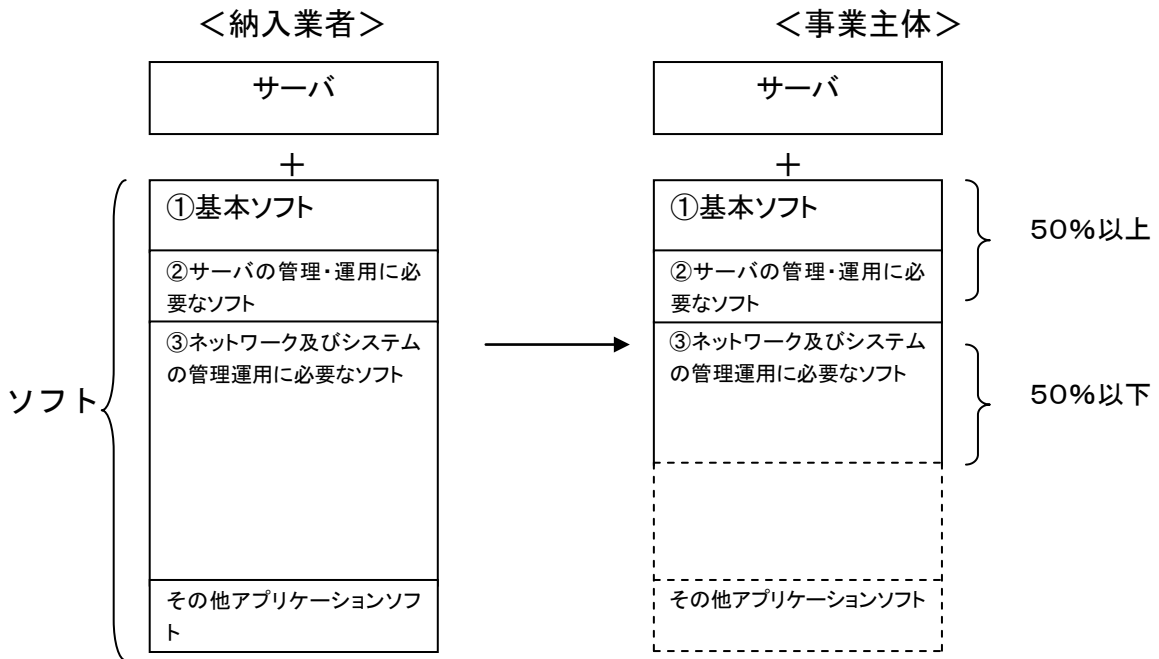 ＜納入業者＞
＜事業主体＞
サーバ
サーバ
＋
＋
①基本ソフト
②サーバの管理・運用に必
要なソフト
③ネットワーク及びシステム
の管理運用に必要なソフト
その他アプリケーションソフ
ト
ソフト
①基本ソフト
②サーバの管理・運用に必
要なソフト
③ネットワーク及びシステム
の管理運用に必要なソフト
その他アプリケーションソフト
50％以上
50％以下